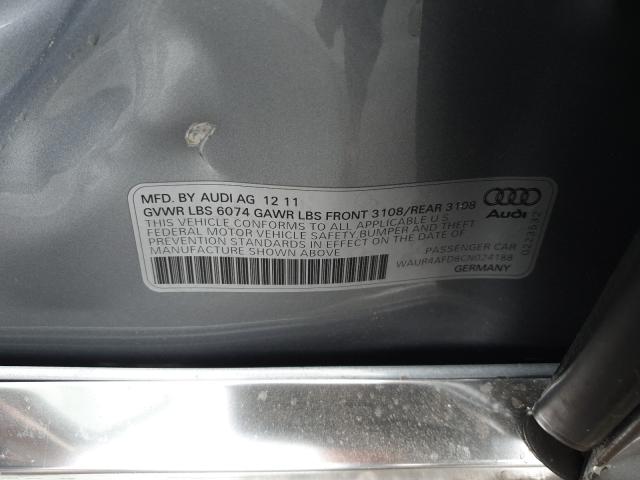 MFD. BY AUDI AG 12 11
GVWR LBS 6074 GAWR LBS FRONT 3108/REAR 3108
THIS VEHICLE CONFORMS TO ALL APPLICABLE U.S.
FEDERAL MOTOR VEHICLE SAFETY, BUMPER AND THEFT
PREVENTION STANDARDS IN EFFECT ON THE DATE OF
MANUFACTURE SHOWN ABOVE
PASSENGER CAR
WAUR4AFD8CN024188
GERMANY
Audi